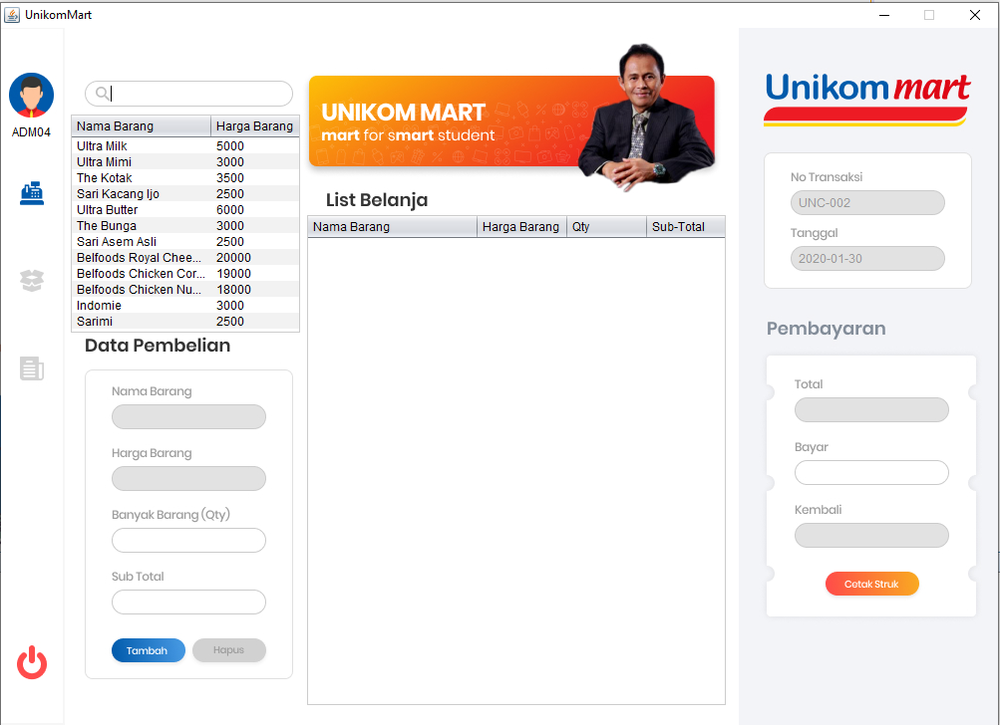 UnikomMart
ADM04
Nama Barang Harga Barang
Ultra Milk 5000
Ultra Mimi 3000
The Kotak 3500
Sari Kacang Ijo 2500
Ultra Butter 6000
The Bunga 3000
Sari Asem Asli 2500
Belfoods Royal Chee... 20000
Belfoods Chicken Cor... 19000
Belfoods Chicken Nu... 18000
Indomie 3000
Sarimi 2500
Data Pembelian
Nama Barang
Harga Barang
Banyak Barang (Qty)
Sub Total
Tambah Hapus
UNIKOM MART
mart for smart student
List Belanja
Nama Barang Harga Barang Qty Sub-Total
Unikom mart
No Transaksi
UNC-002
Tanggal
2020-01-30
Pembayaran
Total
Bayar
Kembali
Cetak Struk